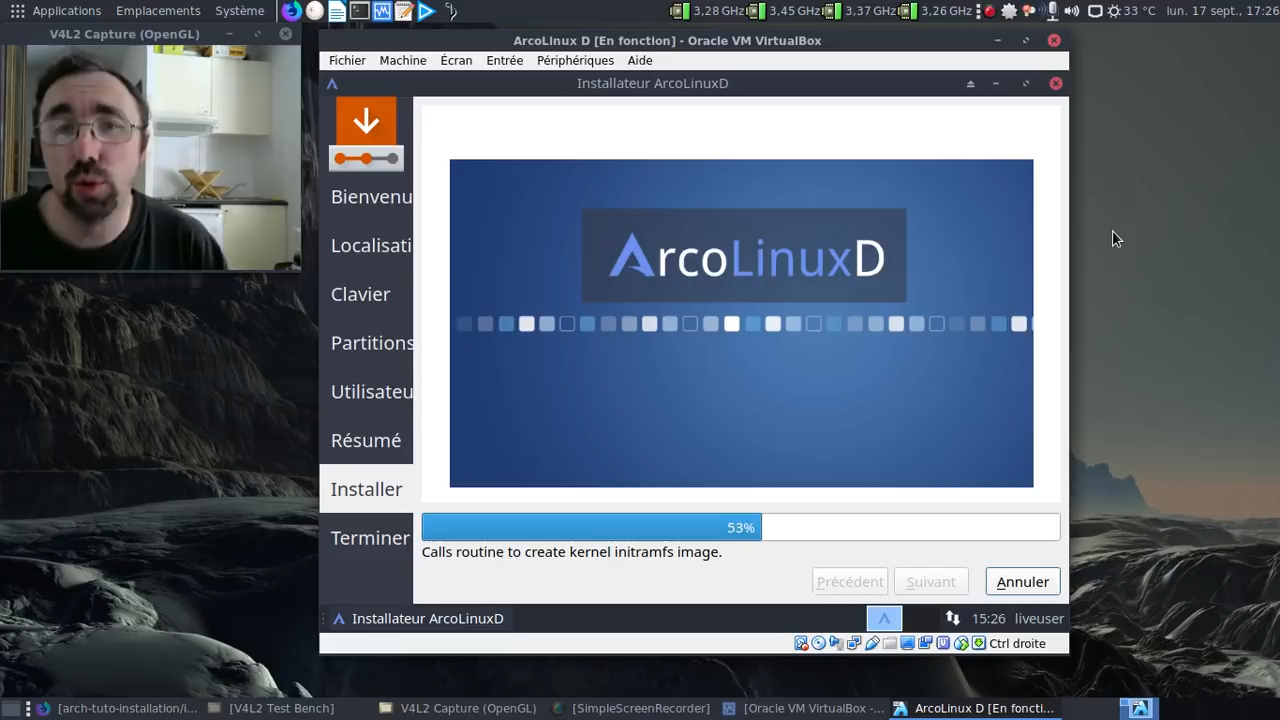 Applications Emplacements Système
3,28 GHz 3,45 GHz 3,37 GHz 3,26 GHz 33 °C lun. 17 sept., 17:26
V4L2 Capture (OpenGL)
ArcoLinux D [En fonction] - Oracle VM VirtualBox
Fichier Machine Écran Entrée Périphériques Aide
Installateur ArcoLinuxD
Bienvenu
Localisati
Clavier
Partitions
Utilisateu
Résumé
Installer
Terminer
ArcoLinuxD
53%
Calls routine to create kernel initramfs image.
Précédent Suivant Annuler
Installateur ArcoLinuxD 15:26 liveuser
Ctrl droite
[arch-tuto-installation/i... [V4L2 Test Bench] V4L2 Capture (OpenGL) [SimpleScreenRecorder] [Oracle VM VirtualBox -... ArcoLinux D [En foncti...